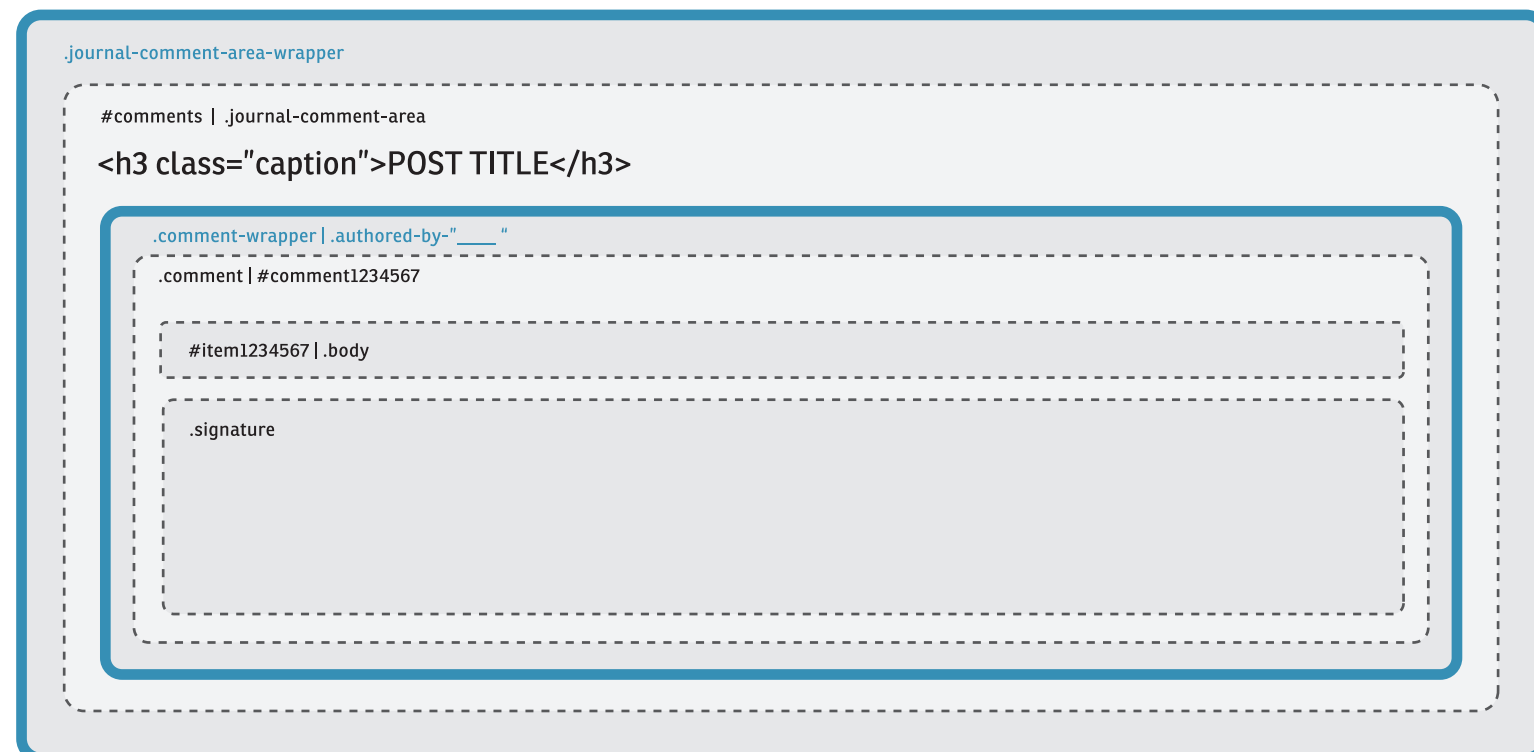 .journal-comment-area-wrapper
#comments | .journal-comment-area
<h3 class="caption">POST TITLE</h3>
.comment-wrapper | .authored-by-"____ “
.comment | #comment1234567
#item1234567 | .body
.signature